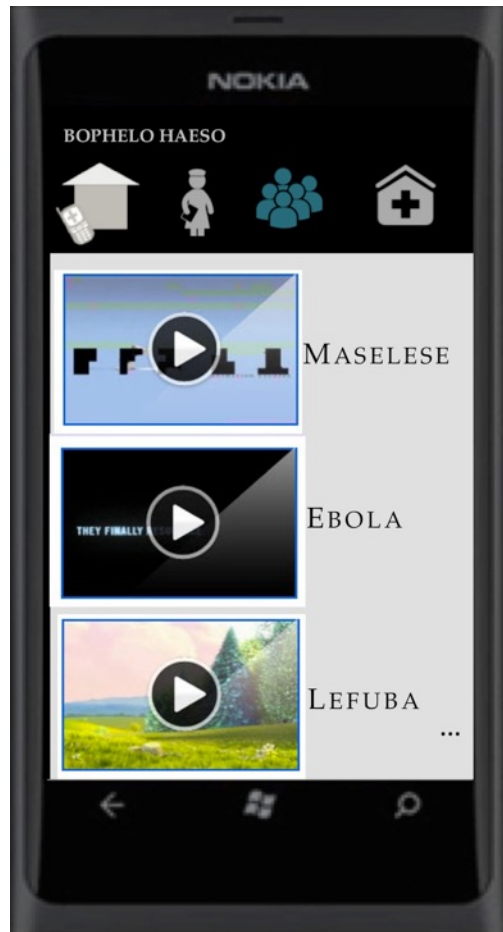 NOKIA
BOPHELO HAESO
MASELESE
EBOLA
THEY FINALLY
LEFUBA
...